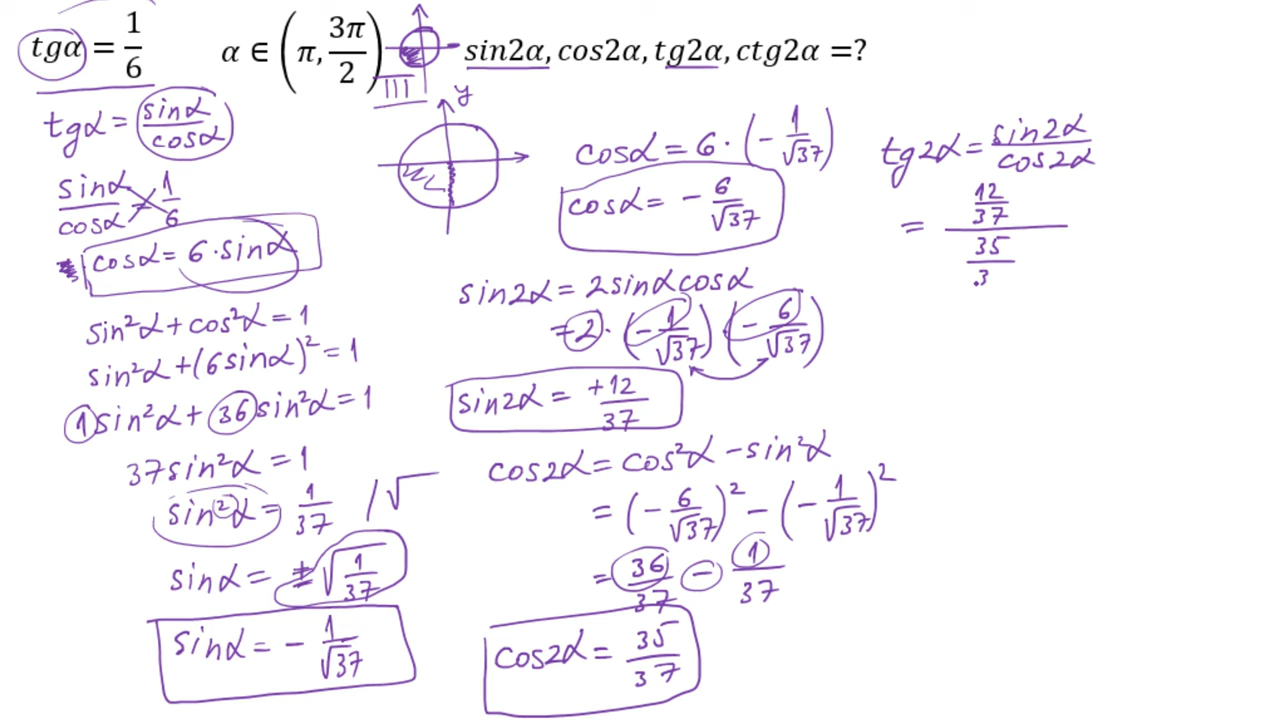 tgα = 1/6    α ∈ (π, 3π/2)    sin2α, cos2α, tg2α, ctg2α =?
III
y
tgα = sinα/cosα
sinα/cosα = 1/6
cosα = 6·sinα
sin²α + cos²α = 1
sin²α + (6sinα)² = 1
1sin²α + 36sin²α = 1
37sin²α = 1
sin²α = 1/37 /√
sinα = ±√(1/37)
sinα = − 1/√37
cosα = 6·(− 1/√37)
cosα = − 6/√37
sin2α = 2sinαcosα
= 2·(− 1/√37)(− 6/√37)
sin2α = +12/37
cos2α = cos²α − sin²α
= (− 6/√37)² − (− 1/√37)²
= 36/37 − 1/37
cos2α = 35/37
tg2α = sin2α/cos2α
= 12/37
35/3